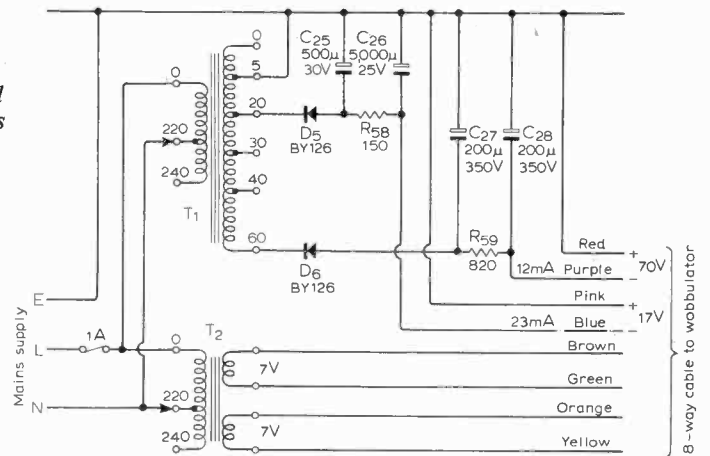 0
5
20
30
40
60
C25
500µ
30V
C26
5,000µ
25V
D5
BY126
R58
150
0
220
240
T1
D6
BY126
C27
200µ
350V
C28
200µ
350V
R59
820
Red
+
70V
12mA Purple
−
Pink
+
17V
23mA Blue
−
Brown
Green
Orange
Yellow
8-way cable to wobbulator
Mains supply
E
L
N
1A
T2
0
220
240
7V
7V